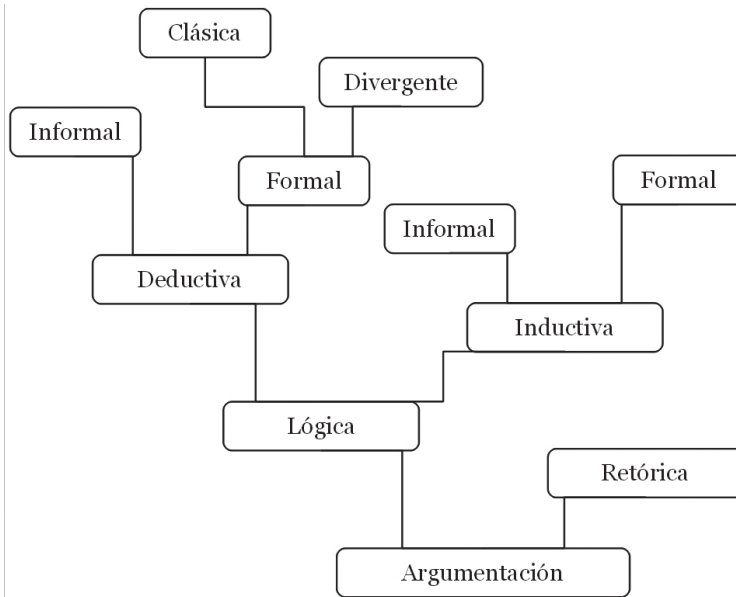 Clásica
Divergente
Informal
Formal
Formal
Informal
Deductiva
Inductiva
Lógica
Retórica
Argumentación